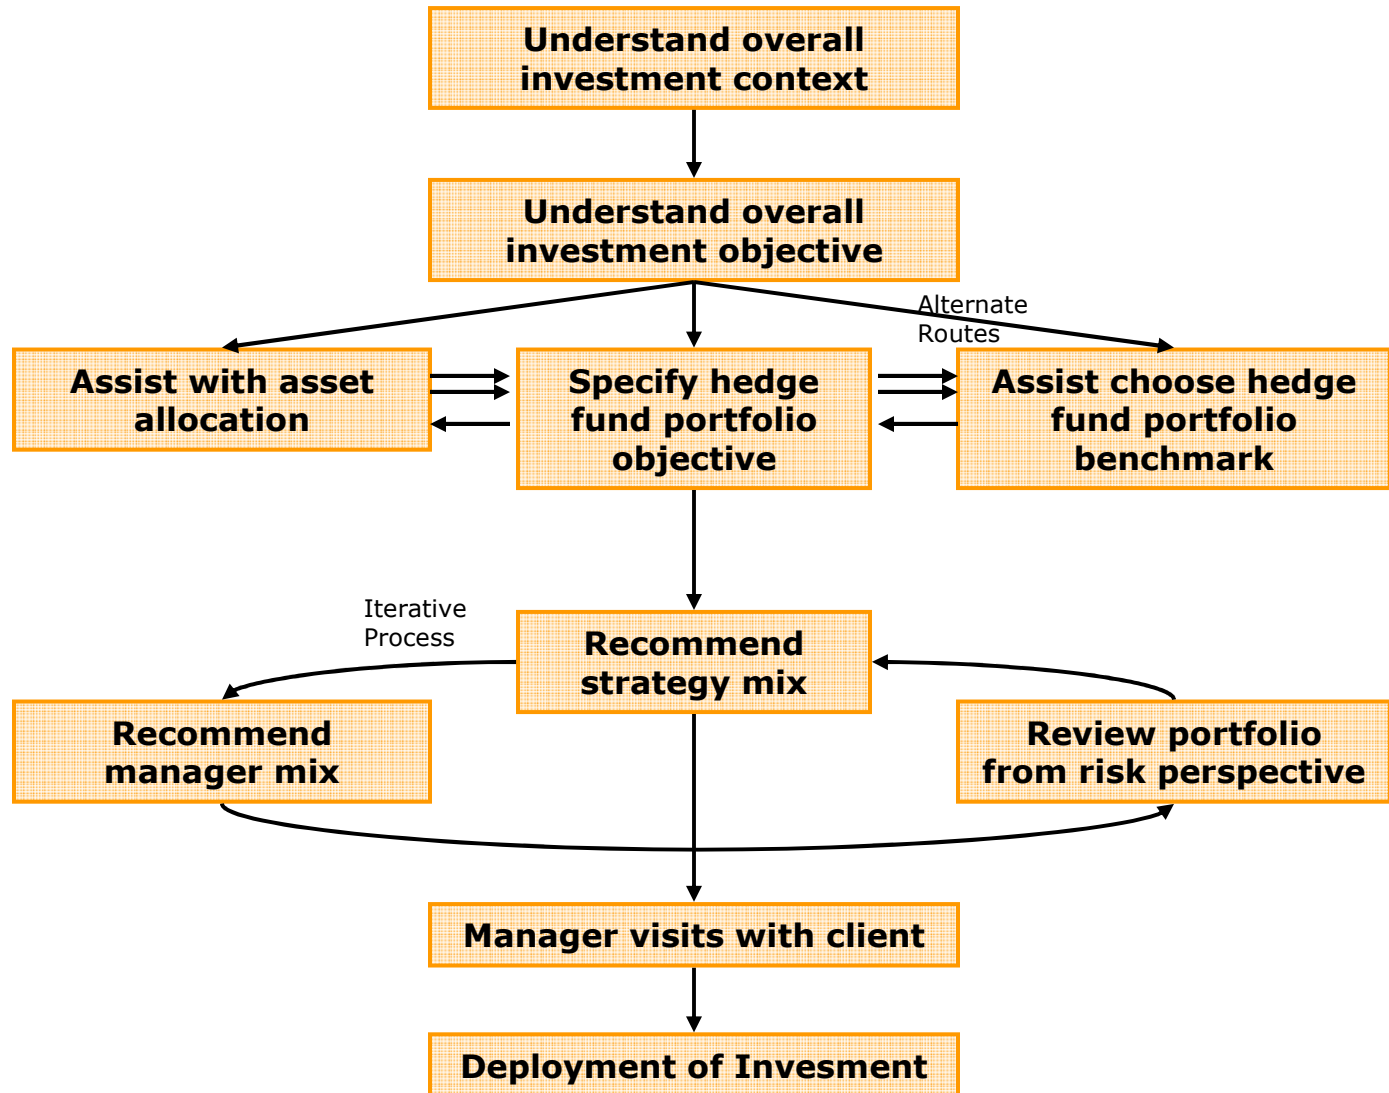 Understand overall
investment context
Understand overall
investment objective
Alternate
Routes
Assist with asset
allocation
Specify hedge
fund portfolio
objective
Assist choose hedge
fund portfolio
benchmark
Iterative
Process
Recommend
strategy mix
Recommend
manager mix
Review portfolio
from risk perspective
Manager visits with client
Deployment of Invesment